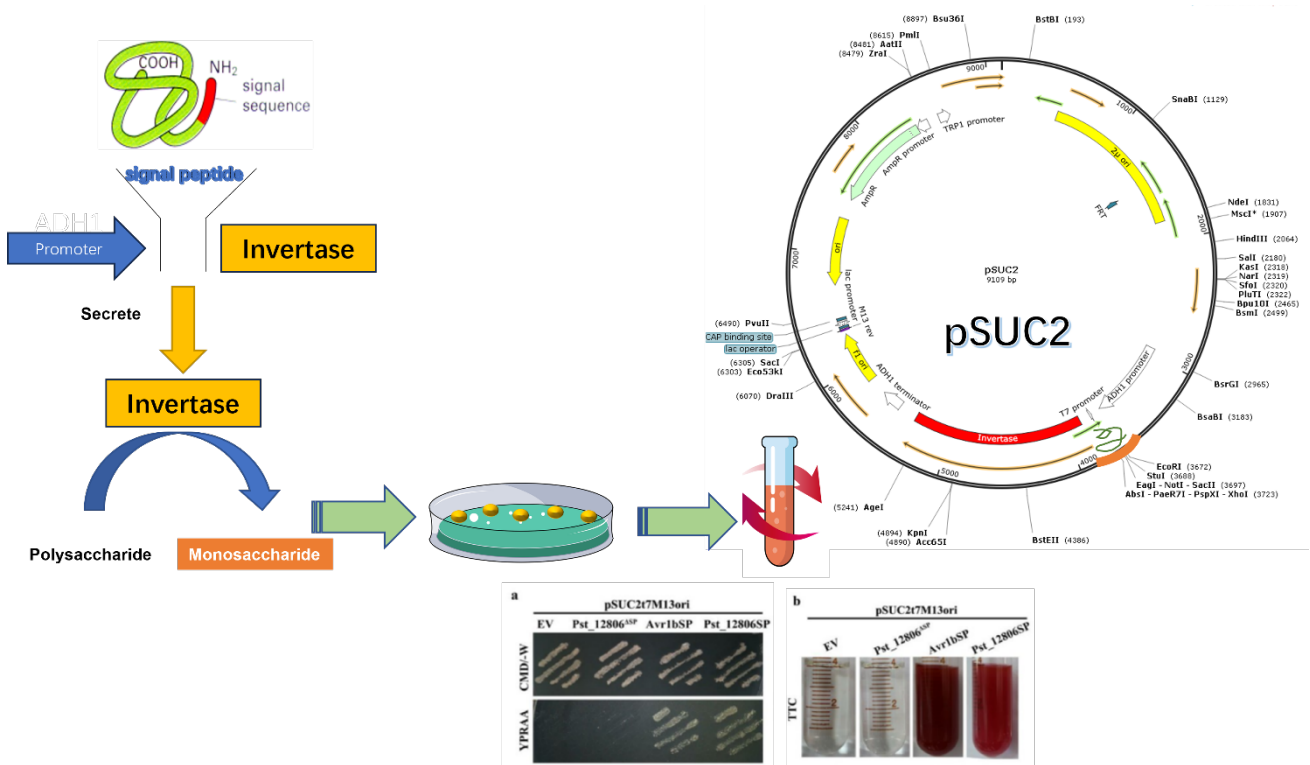 COOH
NH2
signal
sequence
signal peptide
ADH1
Promoter
Invertase
Secrete
Invertase
Polysaccharide
Monosaccharide
(8897) Bsu36I
BstBI (193)
(8615) PmlI
(8481) AatII
(8479) ZraI
9000
1000
SnaBI (1129)
8000
TRP1 promoter
AmpR promoter
AmpR
2μ ori
FRT
NdeI (1831)
MscI* (1907)
2000
HindIII (2064)
SalI (2180)
KasI (2318)
NarI (2319)
SfoI (2320)
PluTI (2322)
Bpu10I (2465)
BsmI (2499)
ori
7000
pSUC2
9109 bp
pSUC2
lac promoter
M13 rev
(6490) PvuII
CAP binding site
lac operator
(6305) SacI
(6303) Eco53kI
f1 ori
(6070) DraIII
6000
ADH1 terminator
Invertase
T7 promoter
ADH1 promoter
3000
BsrGI (2965)
BsaBI (3183)
EcoRI (3672)
StuI (3688)
EagI - NotI - SacII (3697)
AbsI - PaeR7I - PspXI - XhoI (3723)
4000
5000
(5241) AgeI
(4894) KpnI
(4890) Acc65I
BstEII (4386)
a
pSUC2t7M13ori
EV Pst_12806ΔSP Avr1bSP Pst_12806SP
CMD/-W
YPRAA
b
pSUC2t7M13ori
EV Pst_12806ΔSP Avr1bSP Pst_12806SP
TTC
4
2
4
2
4
4